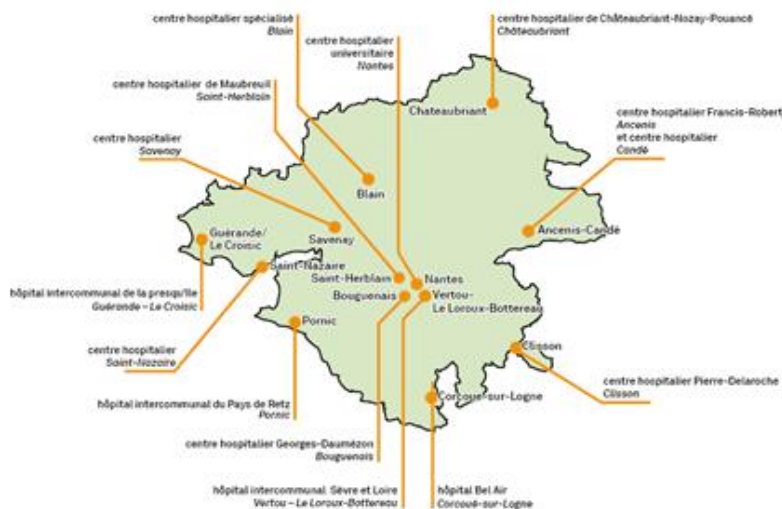 centre hospitalier spécialisé
Blain
centre hospitalier
universitaire
Nantes
centre hospitalier de Châteaubriant-Nozay-Pouancé
Châteaubriant
centre hospitalier de Maubreuil
Saint-Herblain
centre hospitalier Francis-Robert
Ancenis
et centre hospitalier
Candé
centre hospitalier
Savenay
Chateaubriant
Blain
Guérande/
Le Croisic
Savenay
Ancenis-Candé
Saint-Nazaire
Saint-Herblain
Nantes
Bouguenais
Vertou-
Le Loroux-Bottereau
Pornic
Clisson
Corcoué-sur-Logne
hôpital intercommunal de la presqu'île
Guérande – Le Croisic
centre hospitalier
Saint-Nazaire
hôpital intercommunal du Pays de Retz
Pornic
centre hospitalier Pierre-Delaroche
Clisson
centre hospitalier Georges-Daumézon
Bouguenais
hôpital intercommunal Sèvre et Loire
Vertou – Le Loroux-Bottereau
hôpital Bel Air
Corcoué-sur-Logne